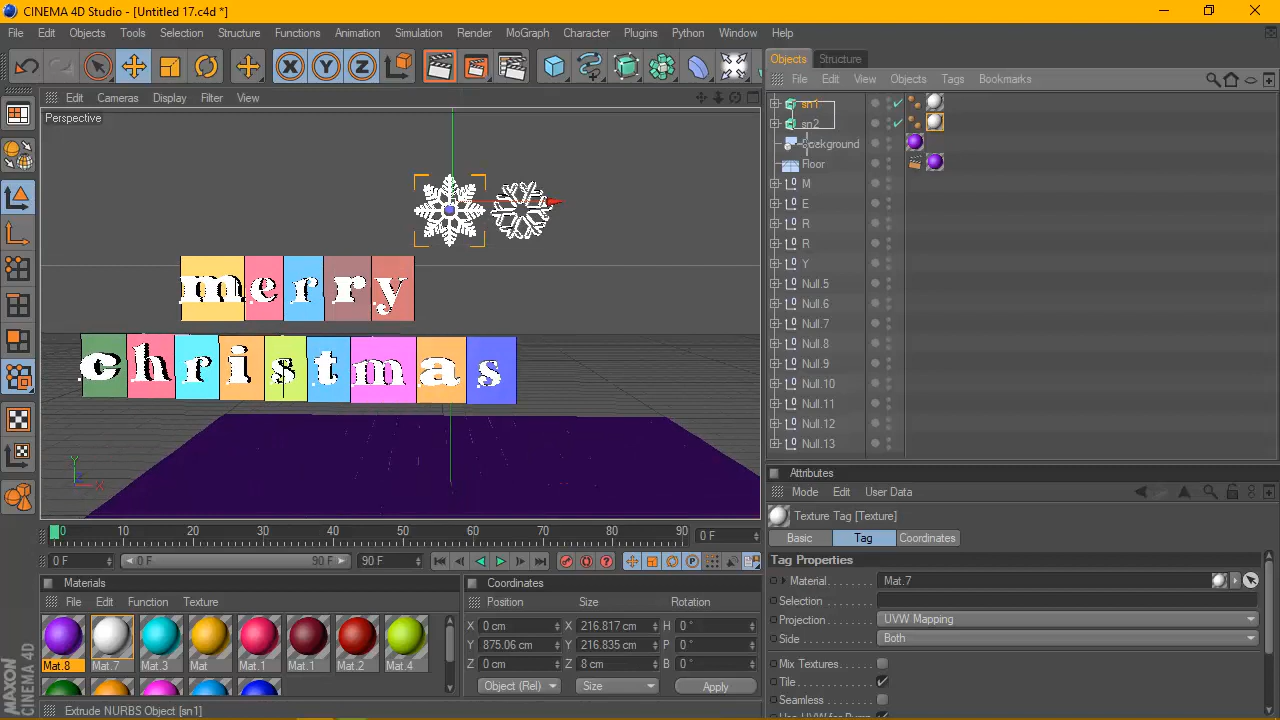 CINEMA 4D Studio - [Untitled 17.c4d *]
File Edit Objects Tools Selection Structure Functions Animation Simulation Render MoGraph Character Plugins Python Window Help
X Y Z
Objects Structure
File Edit View Objects Tags Bookmarks
Edit Cameras Display Filter View
Perspective
sn1
sn2
Background
Floor
M
E
R
R
Y
Null.5
Null.6
Null.7
Null.8
Null.9
Null.10
Null.11
Null.12
Null.13
merry
christmas
Y
X
Attributes
Mode Edit User Data
Texture Tag [Texture]
Basic Tag Coordinates
Tag Properties
Material Mat.7
Selection
Projection UVW Mapping
Side Both
Mix Textures
Tile
Seamless
0 10 20 30 40 50 60 70 80 90 0 F
0 F 0 F 90 F 90 F
Materials
File Edit Function Texture
Mat.8 Mat.7 Mat.3 Mat Mat.1 Mat.1 Mat.2 Mat.4
Coordinates
Position Size Rotation
X 0 cm X 216.817 cm H 0 °
Y 875.06 cm Y 216.835 cm P 0 °
Z 0 cm Z 8 cm B 0 °
Object (Rel) Size Apply
MAXON CINEMA 4D
Extrude NURBS Object [sn1]